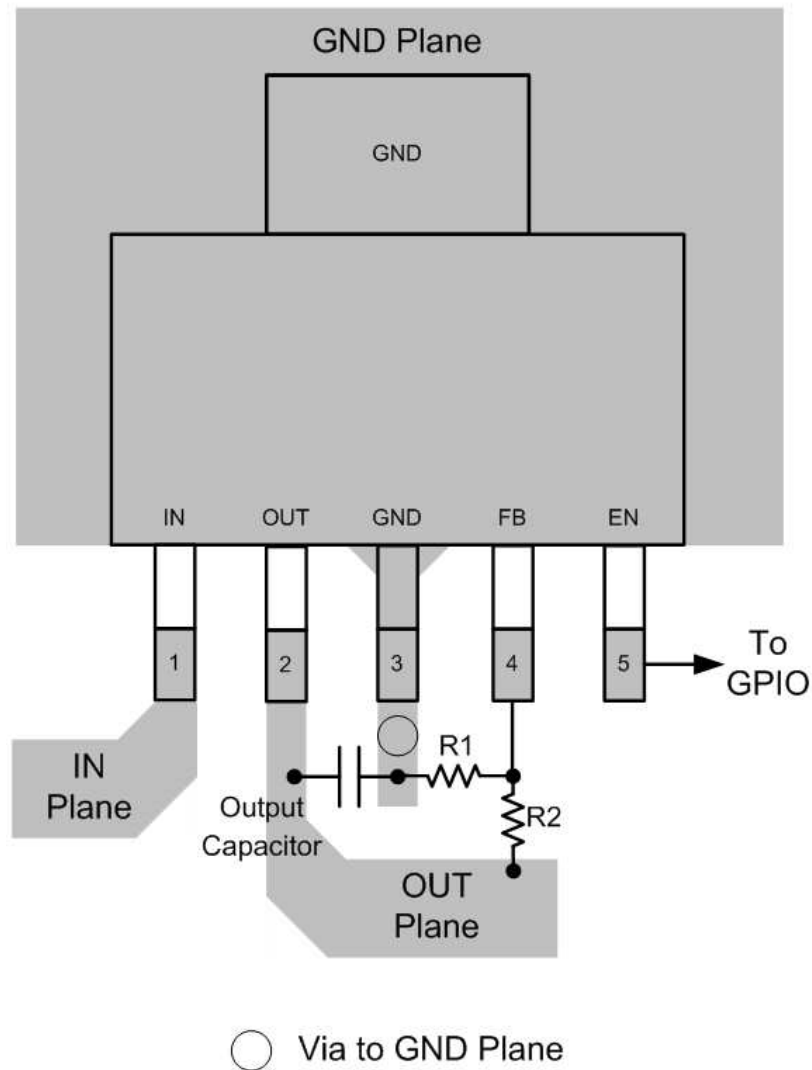 GND Plane
GND
IN OUT GND FB EN
1 2 3 4 5
To
GPIO
IN
Plane
Output
Capacitor
R1
R2
OUT
Plane
Via to GND Plane